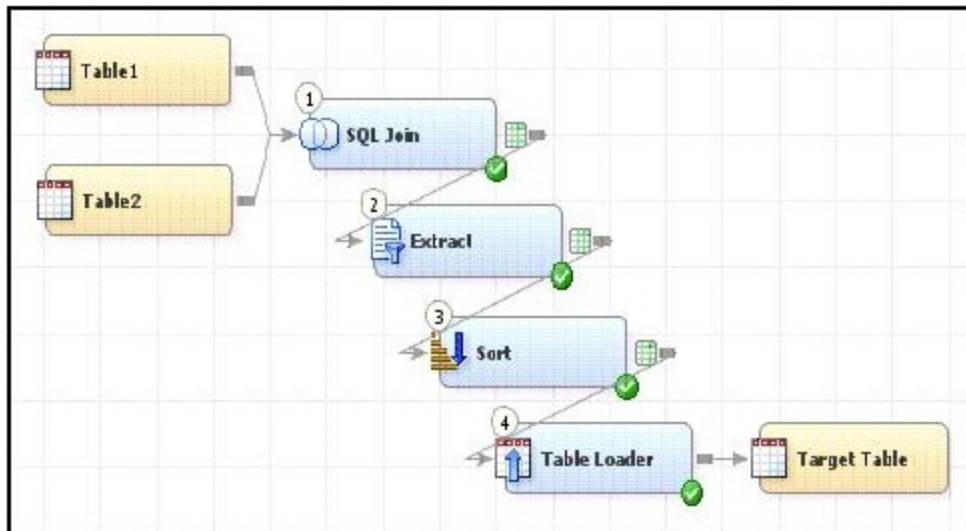 Table1
1
SQL Join
Table2
2
Extract
3
Sort
4
Table Loader
Target Table